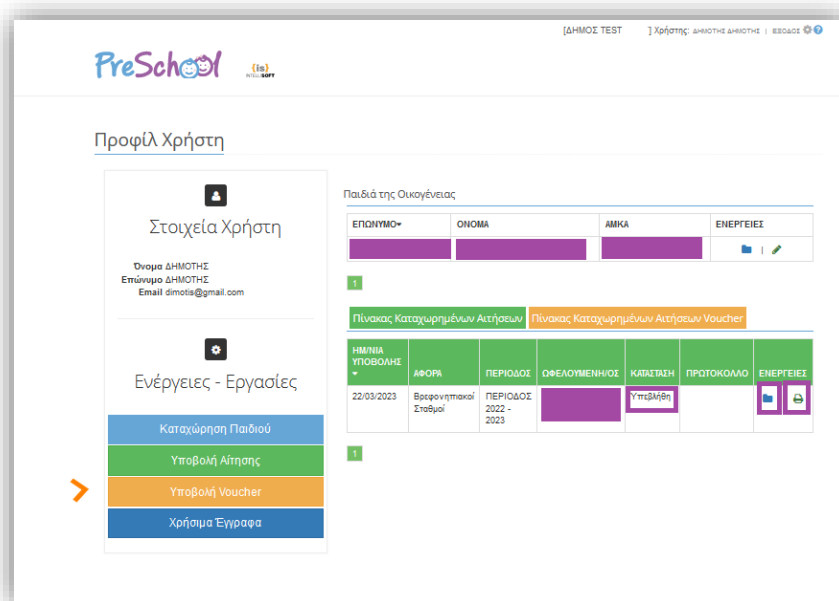 [ΔΗΜΟΣ TEST ] Χρήστης: ΔΗΜΟΤΗΣ ΔΗΜΟΤΗΣ | ΕΞΟΔΟΣ
PreSchool {is} INTELLISOFT
Προφίλ Χρήστη
Στοιχεία Χρήστη
Όνομα ΔΗΜΟΤΗΣ
Επώνυμο ΔΗΜΟΤΗΣ
Email dimotis@gmail.com
Ενέργειες - Εργασίες
Καταχώρηση Παιδιού
Υποβολή Αίτησης
Υποβολή Voucher
Χρήσιμα Έγγραφα
Παιδιά της Οικογένειας
ΕΠΩΝΥΜΟ ΟΝΟΜΑ ΑΜΚΑ ΕΝΕΡΓΕΙΕΣ
|
1
Πίνακας Καταχωρημένων Αιτήσεων Πίνακας Καταχωρημένων Αιτήσεων Voucher
ΗΜ/ΝΙΑ
ΥΠΟΒΟΛΗΣ
ΑΦΟΡΑ ΠΕΡΙΟΔΟΣ ΩΦΕΛΟΥΜΕΝΗ/ΟΣ ΚΑΤΑΣΤΑΣΗ ΠΡΩΤΟΚΟΛΛΟ ΕΝΕΡΓΕΙΕΣ
22/03/2023 Βρεφονηπιακοί ΠΕΡΙΟΔΟΣ Υπεβλήθη
Σταθμοί 2022 -
2023
1